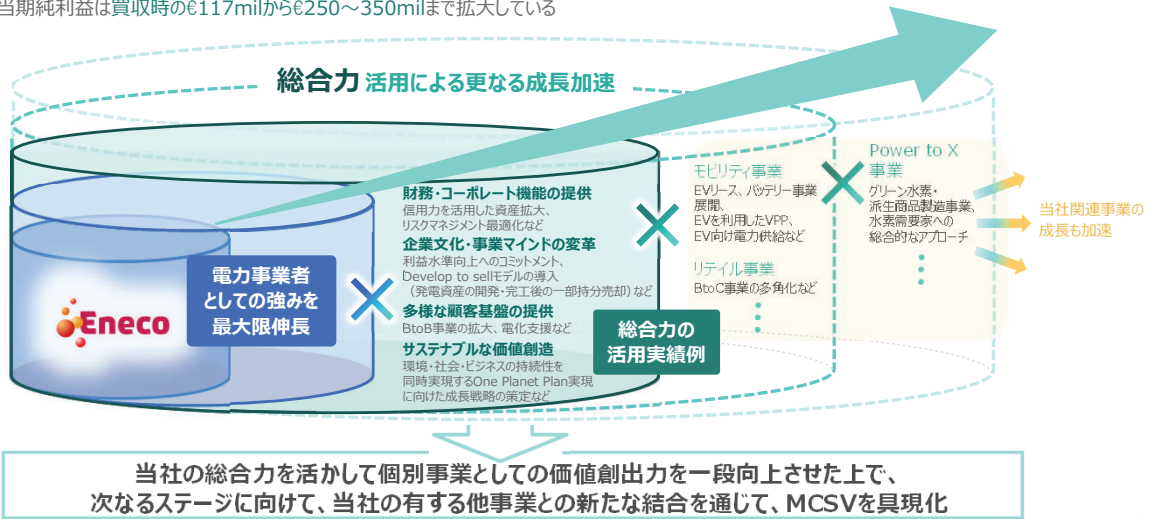 当期純利益は買収時の€117milから€250～350milまで拡大している
総合力 活用による更なる成長加速
Eneco
電力事業者
としての強みを
最大限伸長
財務・コーポレート機能の提供
信用力を活用した資産拡大、
リスクマネジメント最適化など
企業文化・事業マインドの変革
利益水準向上へのコミットメント、
Develop to sellモデルの導入
（発電資産の開発・完工後の一部持分売却）など
多様な顧客基盤の提供
BtoB事業の拡大、電化支援など
サステナブルな価値創造
環境・社会・ビジネスの持続性を
同時実現するOne Planet Plan実現
に向けた成長戦略の策定など
総合力の
活用実績例
モビリティ事業
EVリース、バッテリー事業
展開、
EVを利用したVPP、
EV向け電力供給など
リテイル事業
BtoC事業の多角化など
Power to X
事業
グリーン水素・
派生商品製造事業、
水素需要家への
総合的なアプローチ
当社関連事業の
成長も加速
当社の総合力を活かして個別事業としての価値創出力を一段向上させた上で、
次なるステージに向けて、当社の有する他事業との新たな結合を通じて、MCSVを具現化